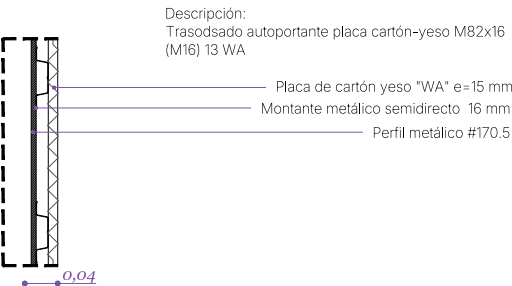 Descripción:
Trasodsado autoportante placa cartón-yeso M82x16
(M16) 13 WA
Placa de cartón yeso "WA" e=15 mm
Montante metálico semidirecto 16 mm
Perfil metálico #170.5
0,04